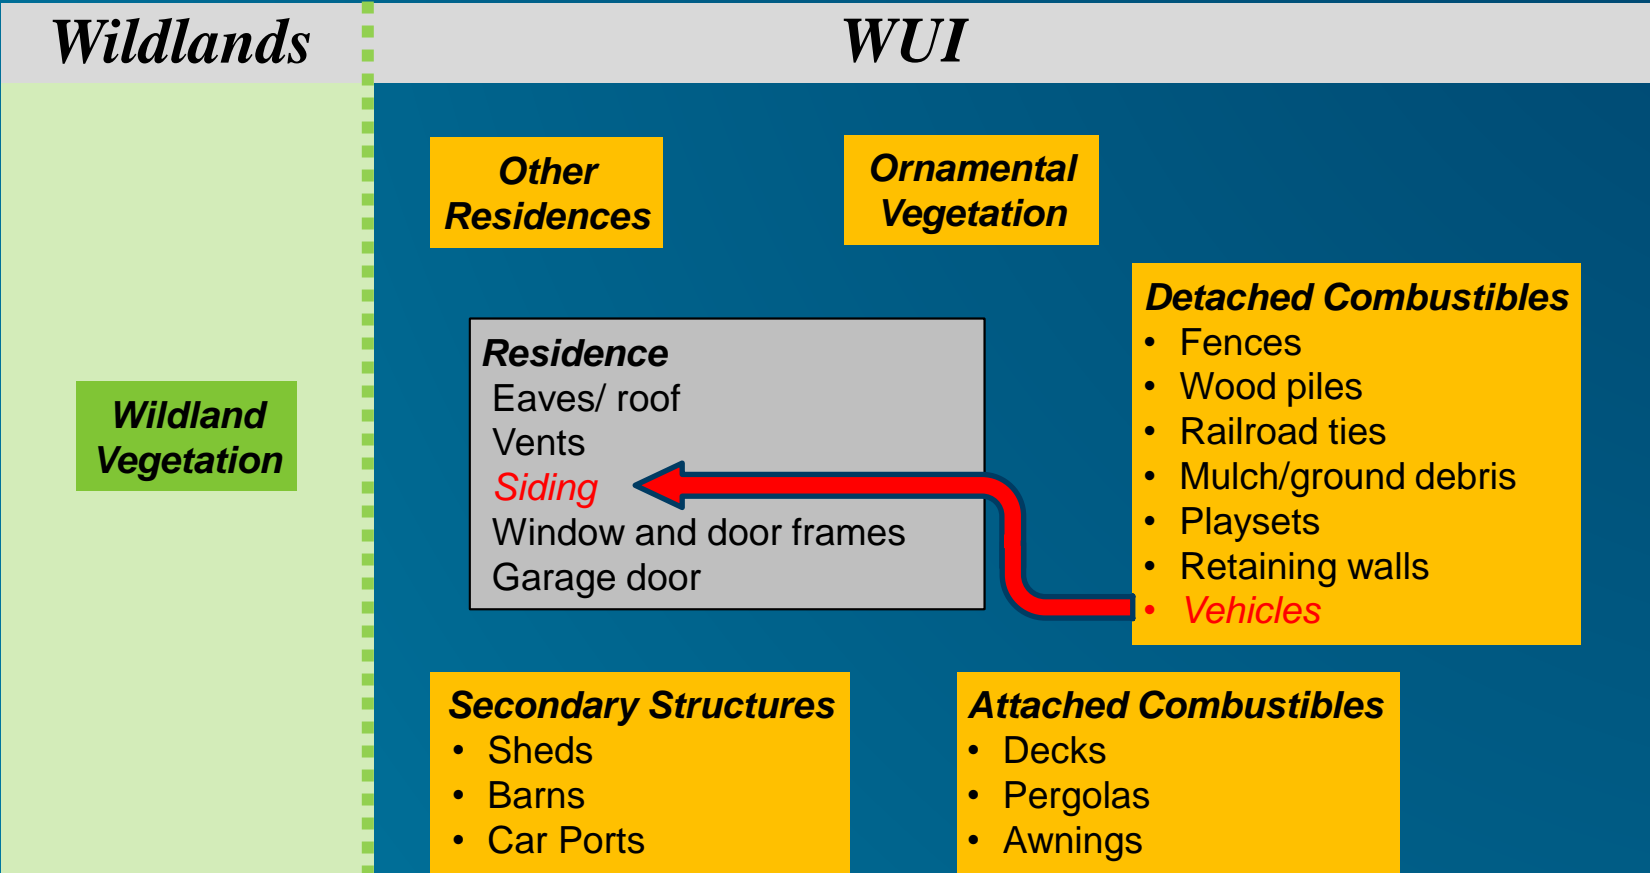 Wildlands
WUI
Other
Residences
Ornamental
Vegetation
Detached Combustibles
• Fences
• Wood piles
• Railroad ties
• Mulch/ground debris
• Playsets
• Retaining walls
• Vehicles
Residence
Eaves/ roof
Vents
Siding
Window and door frames
Garage door
Wildland
Vegetation
Secondary Structures
• Sheds
• Barns
• Car Ports
Attached Combustibles
• Decks
• Pergolas
• Awnings